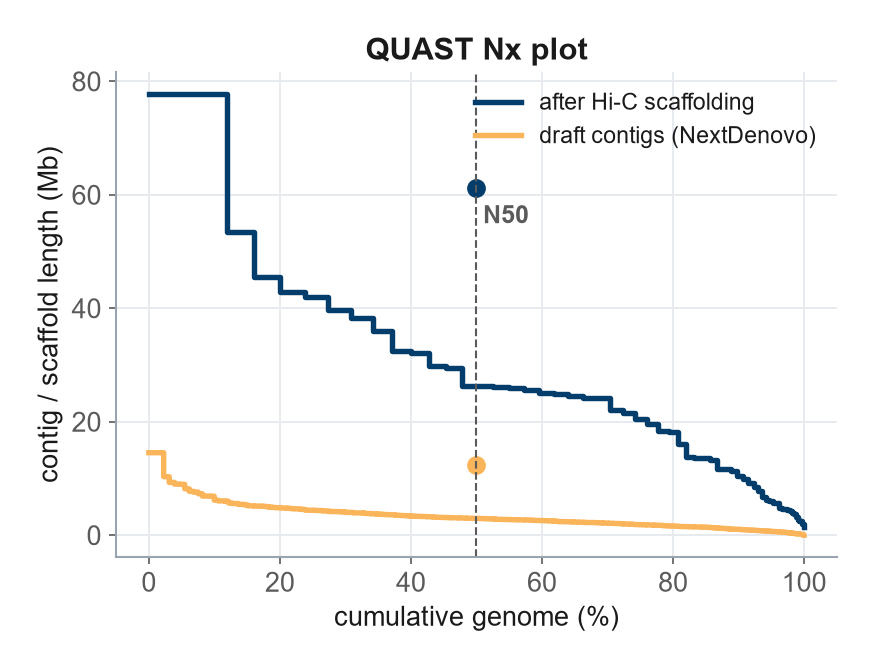 QUAST Nx plot
after Hi-C scaffolding
draft contigs (NextDenovo)
N50
contig / scaffold length (Mb)
80
60
40
20
0
0 20 40 60 80 100
cumulative genome (%)